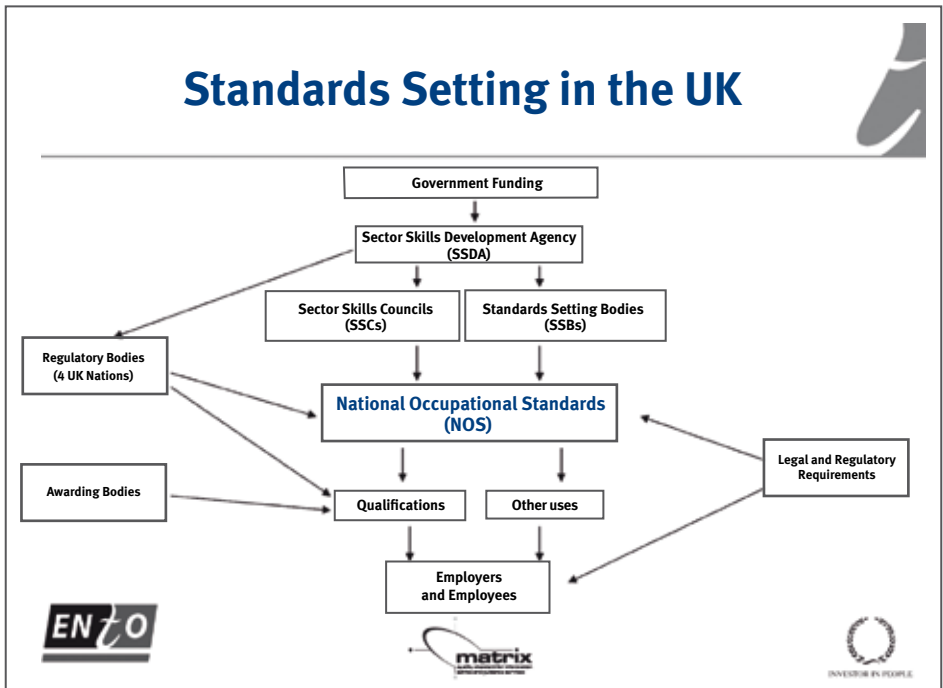 Standards Setting in the UK
Government Funding
Sector Skills Development Agency
(SSDA)
Sector Skills Councils
(SSCs)
Standards Setting Bodies
(SSBs)
Regulatory Bodies
(4 UK Nations)
National Occupational Standards
(NOS)
Legal and Regulatory
Requirements
Awarding Bodies
Qualifications
Other uses
Employers
and Employees
ENtO
matrix
INVESTOR IN PEOPLE